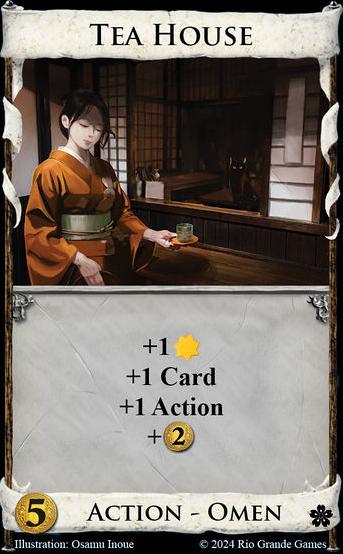 TEA HOUSE
+1
+1 Card
+1 Action
+2
5 ACTION - OMEN
Illustration: Osamu Inoue © 2024 Rio Grande Games